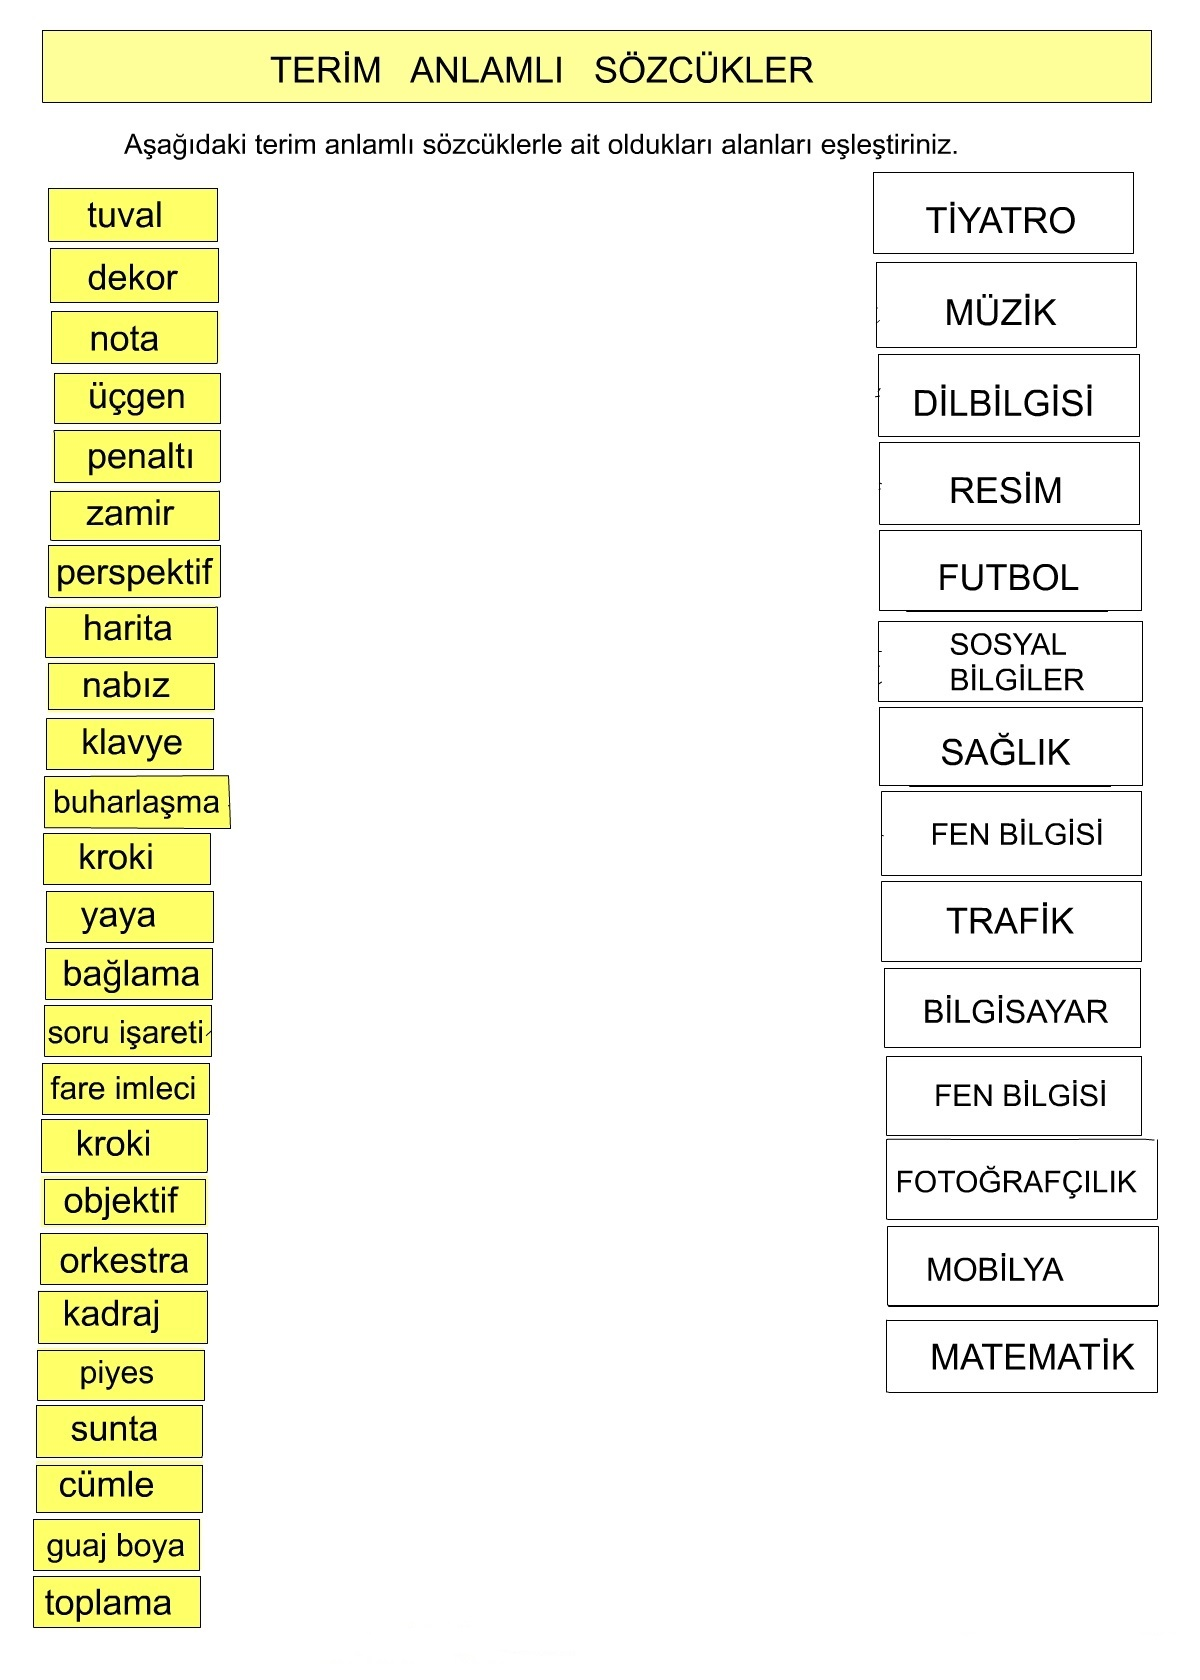 TERİM ANLAMLI SÖZCÜKLER
Aşağıdaki terim anlamlı sözcüklerle ait oldukları alanları eşleştiriniz.
tuval
dekor
nota
üçgen
penaltı
zamir
perspektif
harita
nabız
klavye
buharlaşma
kroki
yaya
bağlama
soru işareti
fare imleci
kroki
objektif
orkestra
kadraj
piyes
sunta
cümle
guaj boya
toplama
TİYATRO
MÜZİK
DİLBİLGİSİ
RESİM
FUTBOL
SOSYAL
BİLGİLER
SAĞLIK
FEN BİLGİSİ
TRAFİK
BİLGİSAYAR
FEN BİLGİSİ
FOTOĞRAFÇILIK
MOBİLYA
MATEMATİK